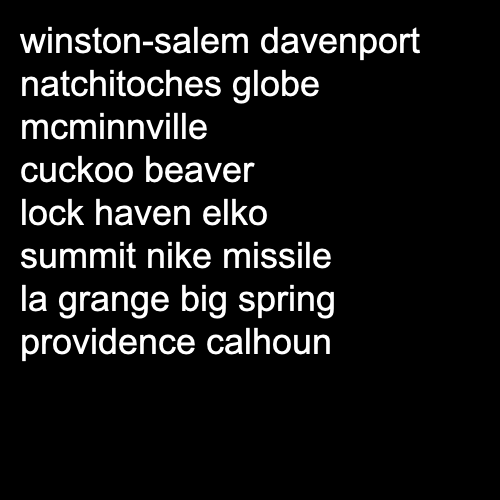 winston-salem davenport
natchitoches globe
mcminnville
cuckoo beaver
lock haven elko
summit nike missile
la grange big spring
providence calhoun